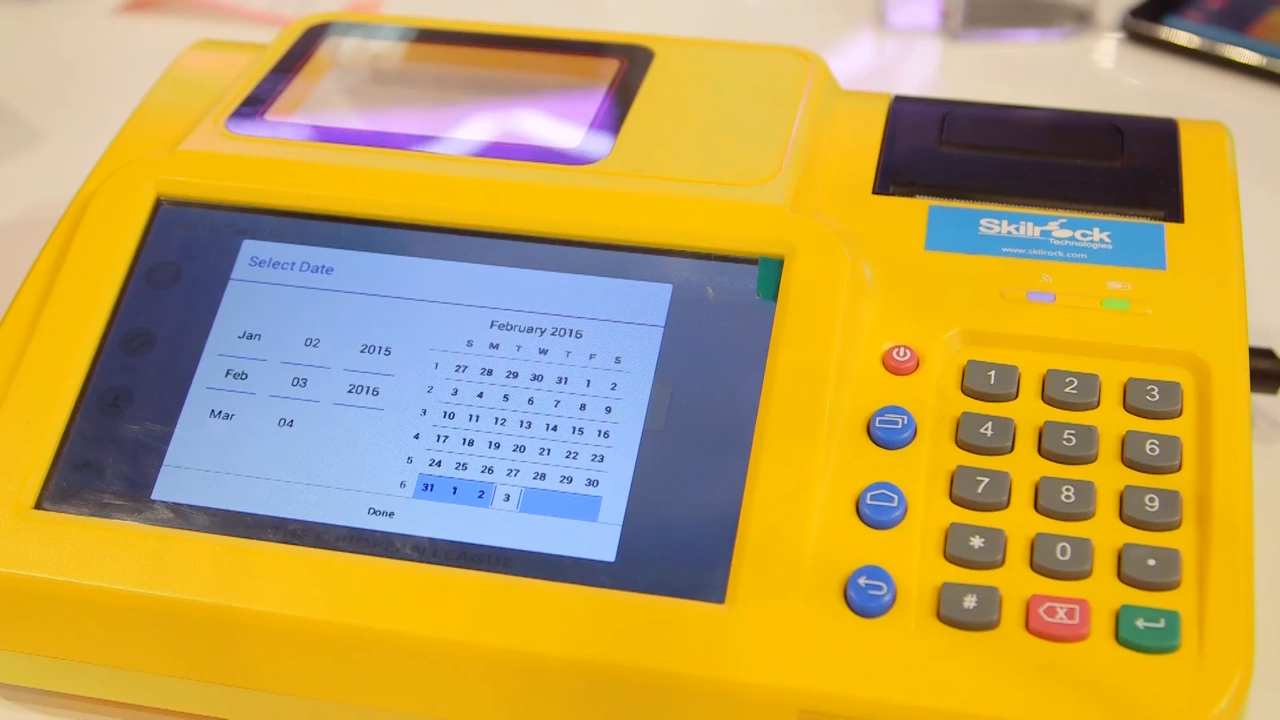 Skilrock
Technologies
www.skilrock.com
Select Date
Jan 02 2015
Feb 03 2016
Mar 04
February 2016
S M T W T F S
1 27 28 29 30 31 1 2
2 3 4 5 6 7 8 9
3 10 11 12 13 14 15 16
4 17 18 19 20 21 22 23
5 24 25 26 27 28 29 30
6 31 1 2 3
Done
1 2 3
4 5 6
7 8 9
* 0 .
# X